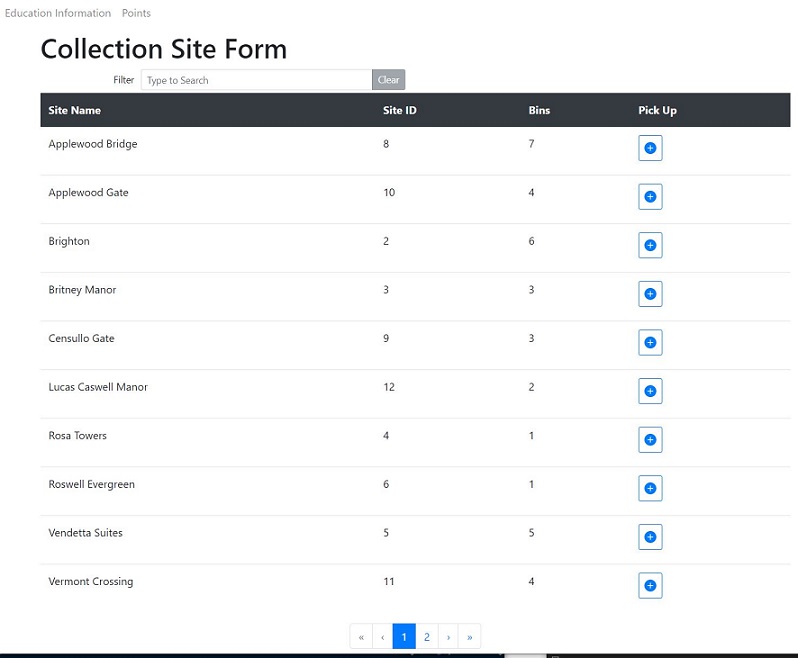 Education Information Points
Collection Site Form
Filter Type to Search Clear
Site Name Site ID Bins Pick Up
Applewood Bridge 8 7
Applewood Gate 10 4
Brighton 2 6
Britney Manor 3 3
Censullo Gate 9 3
Lucas Caswell Manor 12 2
Rosa Towers 4 1
Roswell Evergreen 6 1
Vendetta Suites 5 5
Vermont Crossing 11 4
« ‹ 1 2 › »